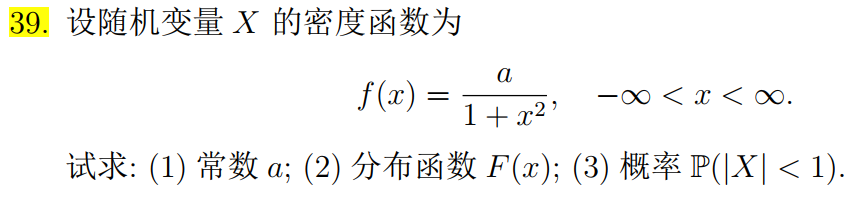 39. 设随机变量 X 的密度函数为
f(x) = a / (1 + x²), −∞ < x < ∞.
试求: (1) 常数 a; (2) 分布函数 F(x); (3) 概率 ℙ(|X| < 1).